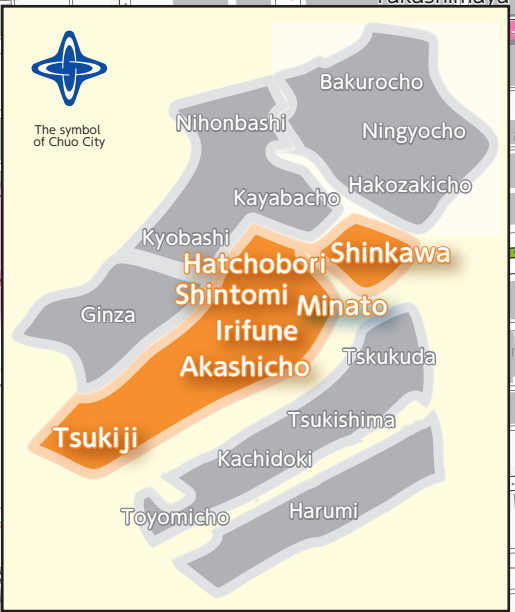 Takashimaya
The symbol
of Chuo City
Bakurocho
Nihonbashi
Ningyocho
Hakozakicho
Kayabacho
Kyobashi
Shinkawa
Hatchobori
Shintomi
Minato
Ginza
Irifune
Tskukuda
Akashicho
Tsukishima
Tsukiji
Kachidoki
Harumi
Toyomicho